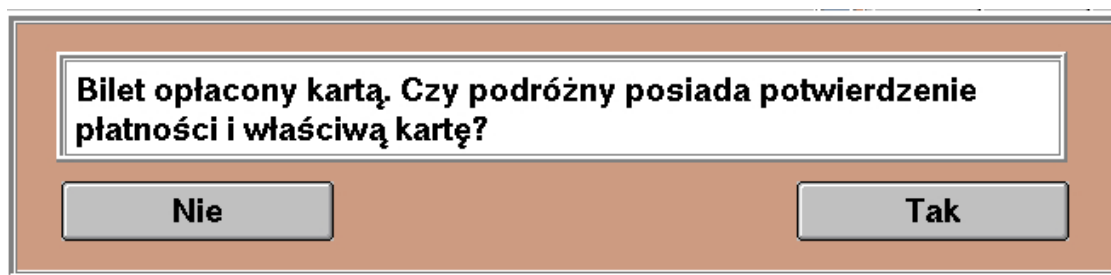 Bilet opłacony kartą. Czy podróżny posiada potwierdzenie
płatności i właściwą kartę?
Nie
Tak